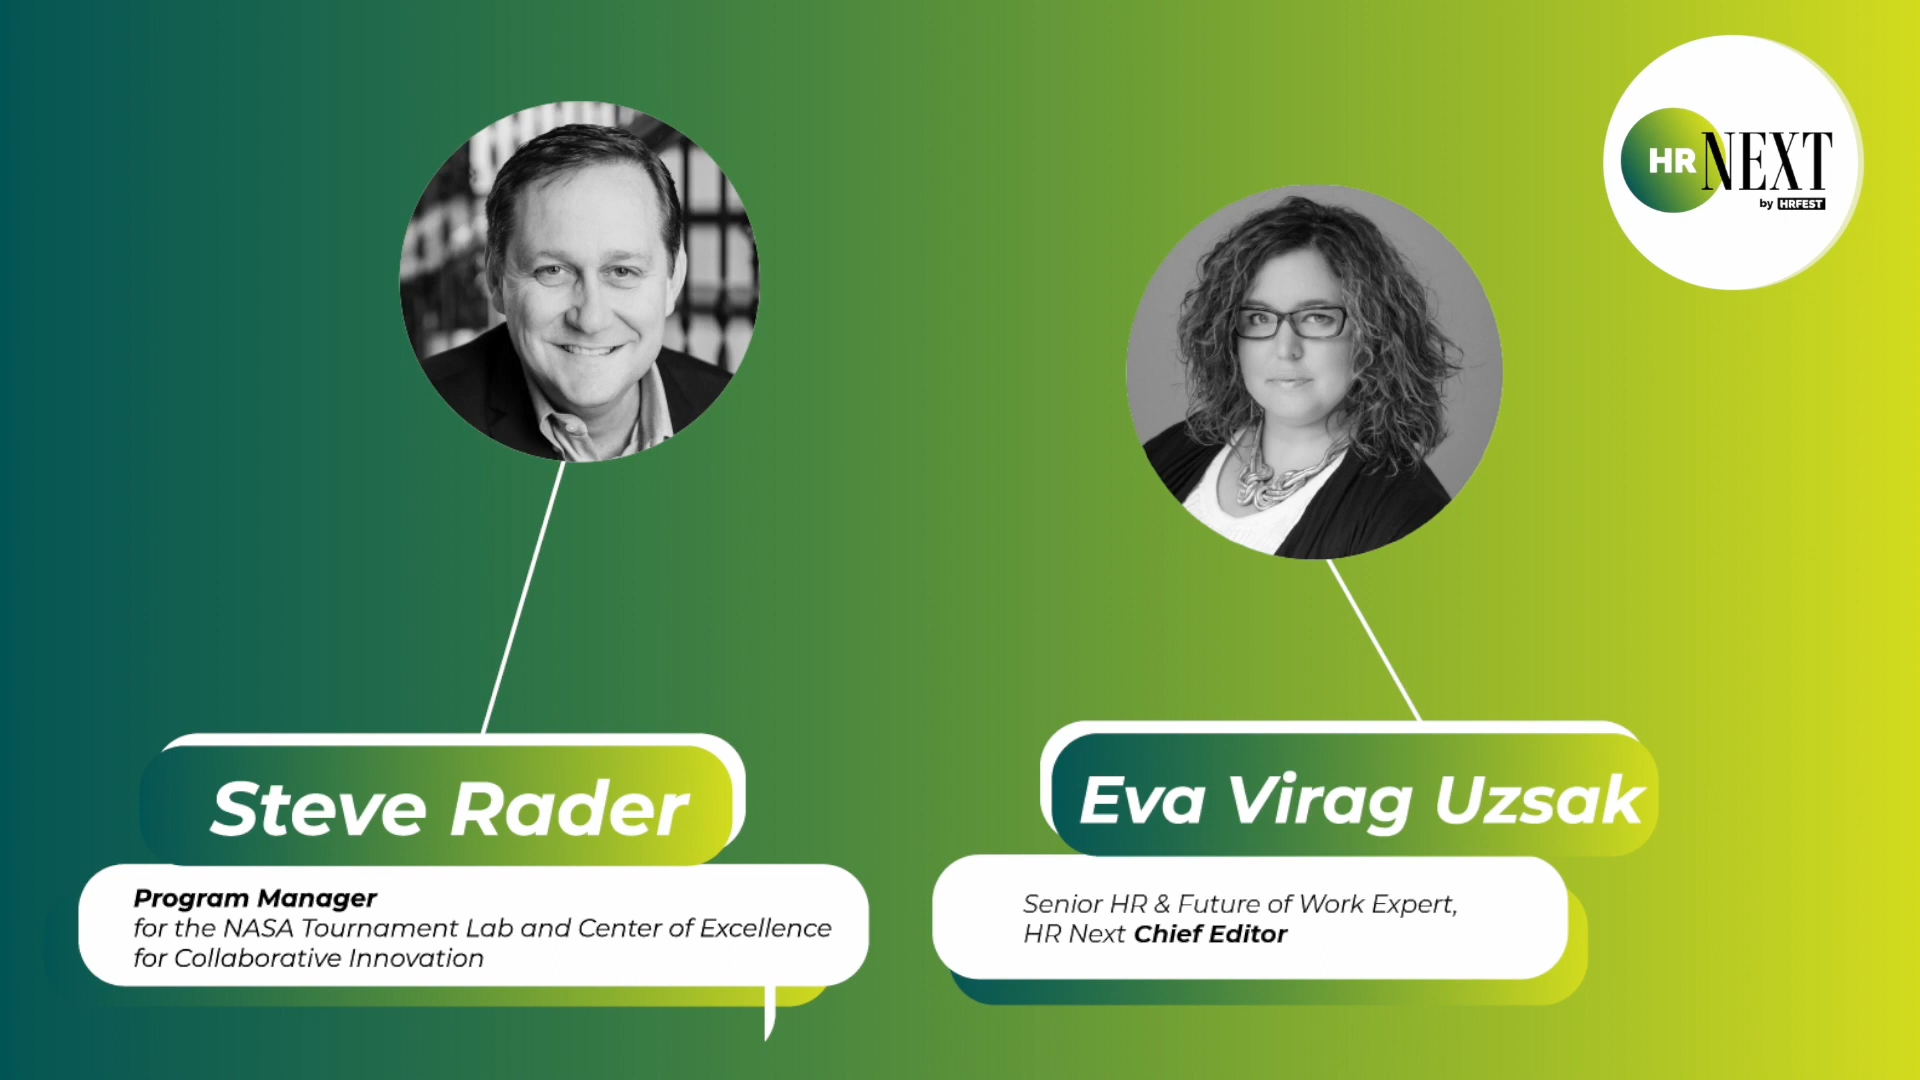 HR NEXT
by HRFEST
Steve Rader
Program Manager
for the NASA Tournament Lab and Center of Excellence
for Collaborative Innovation
Eva Virag Uzsak
Senior HR & Future of Work Expert,
HR Next Chief Editor